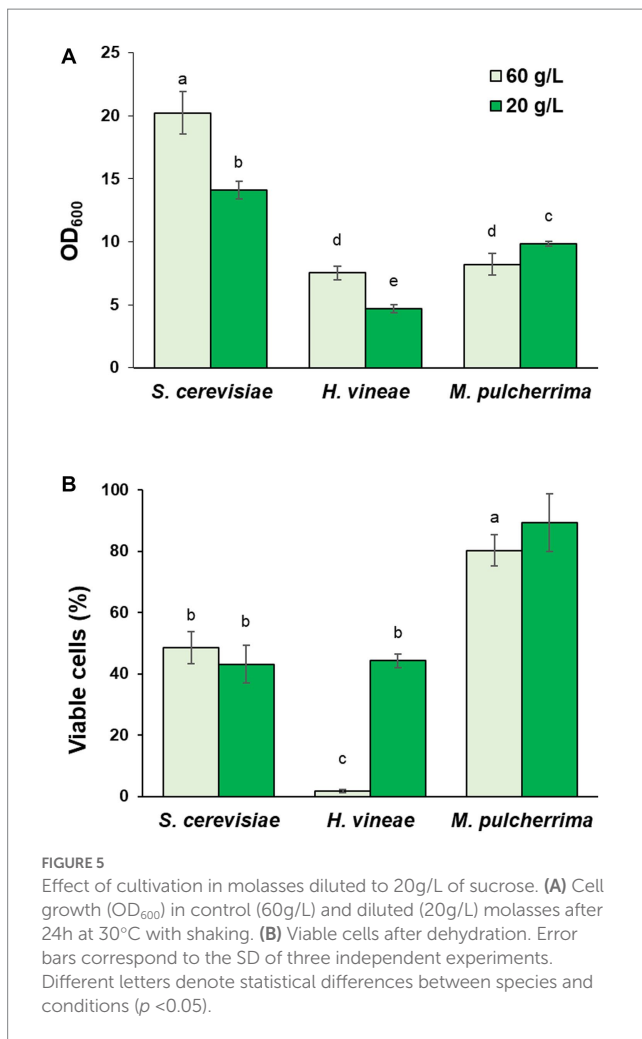 A
25
20
15
10
5
0
OD₆₀₀
60 g/L
20 g/L
a
b
d
e
d
c
S. cerevisiae H. vineae M. pulcherrima
B
100
80
60
40
20
0
Viable cells (%)
b
b
c
b
a
S. cerevisiae H. vineae M. pulcherrima
FIGURE 5
Effect of cultivation in molasses diluted to 20g/L of sucrose. (A) Cell
growth (OD₆₀₀) in control (60g/L) and diluted (20g/L) molasses after
24h at 30°C with shaking. (B) Viable cells after dehydration. Error
bars correspond to the SD of three independent experiments.
Different letters denote statistical differences between species and
conditions (p <0.05).